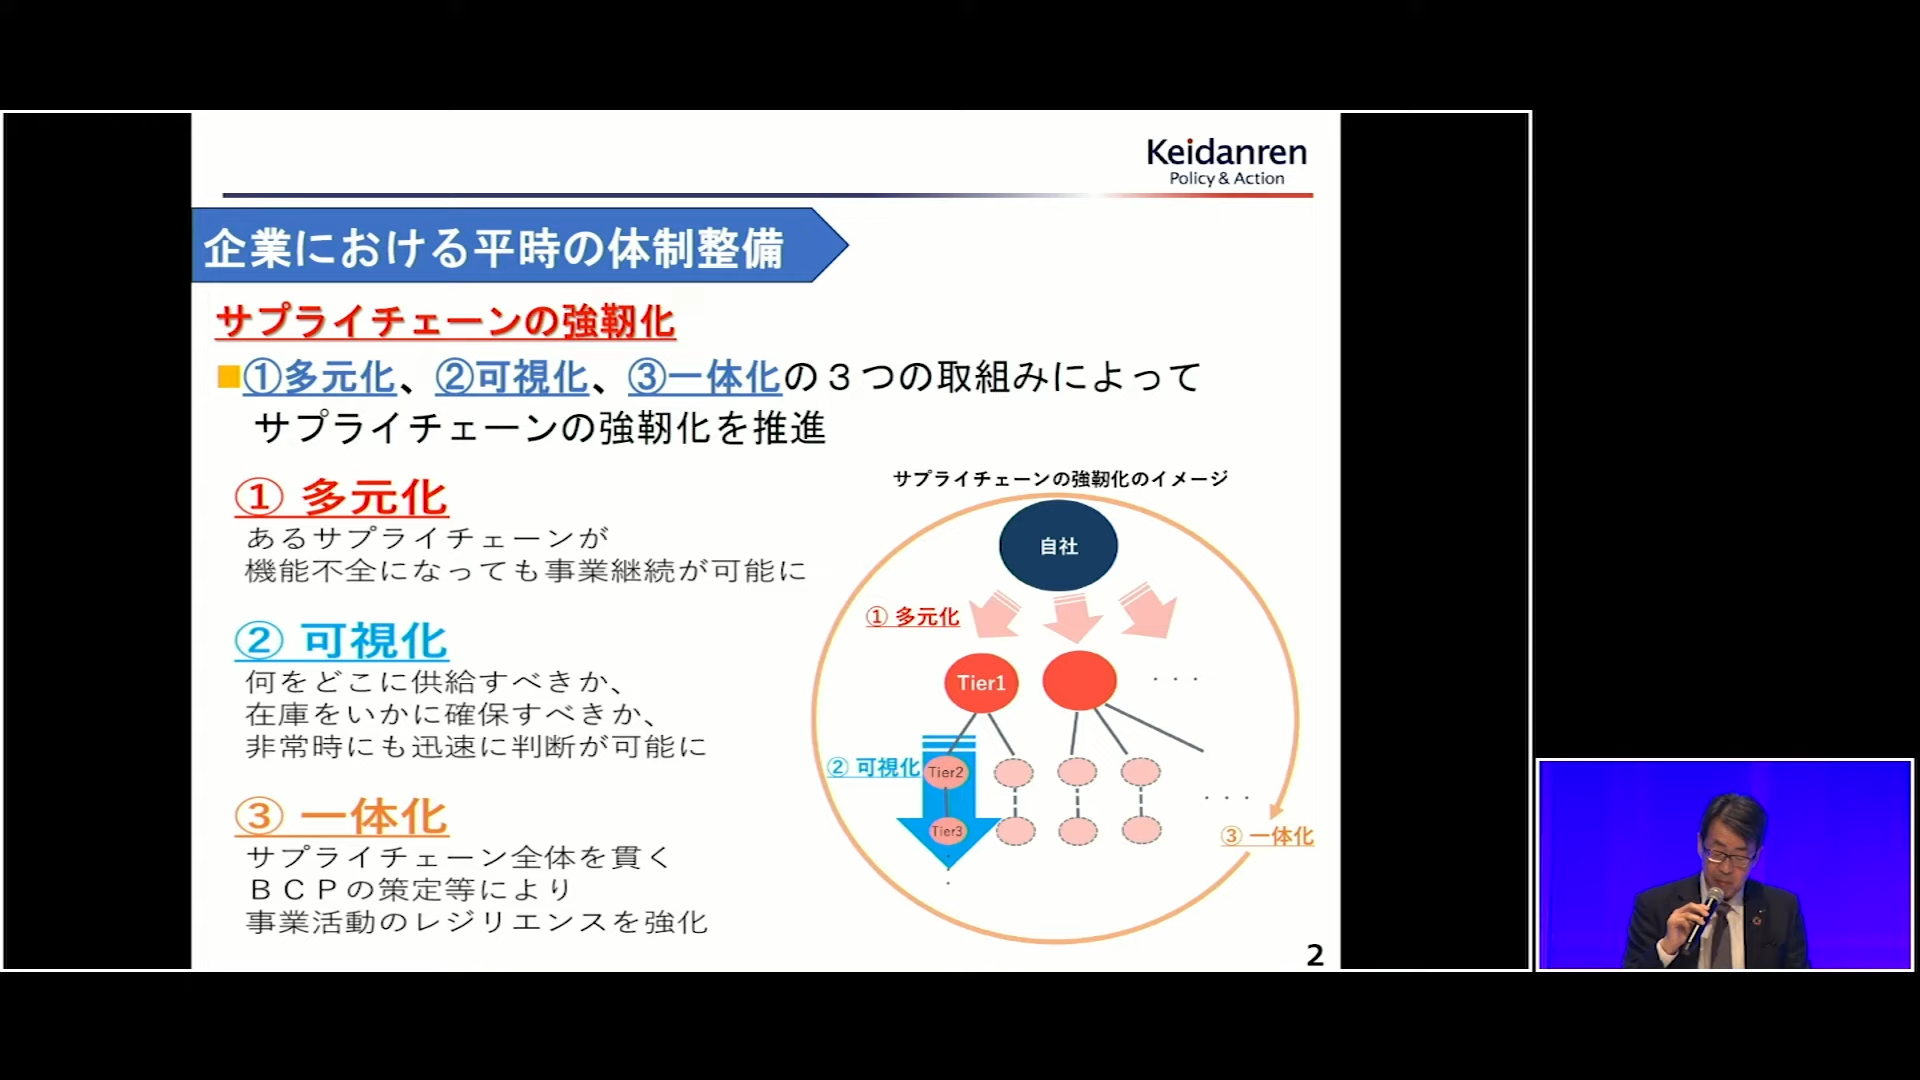 Keidanren
Policy & Action
企業における平時の体制整備
サプライチェーンの強靭化
■①多元化、②可視化、③一体化の３つの取組みによって
サプライチェーンの強靭化を推進
① 多元化
あるサプライチェーンが
機能不全になっても事業継続が可能に
② 可視化
何をどこに供給すべきか、
在庫をいかに確保すべきか、
非常時にも迅速に判断が可能に
③ 一体化
サプライチェーン全体を貫く
ＢＣＰの策定等により
事業活動のレジリエンスを強化
サプライチェーンの強靭化のイメージ
自社
① 多元化
Tier1
・・・
② 可視化
Tier2
・・・
Tier3
③ 一体化
2